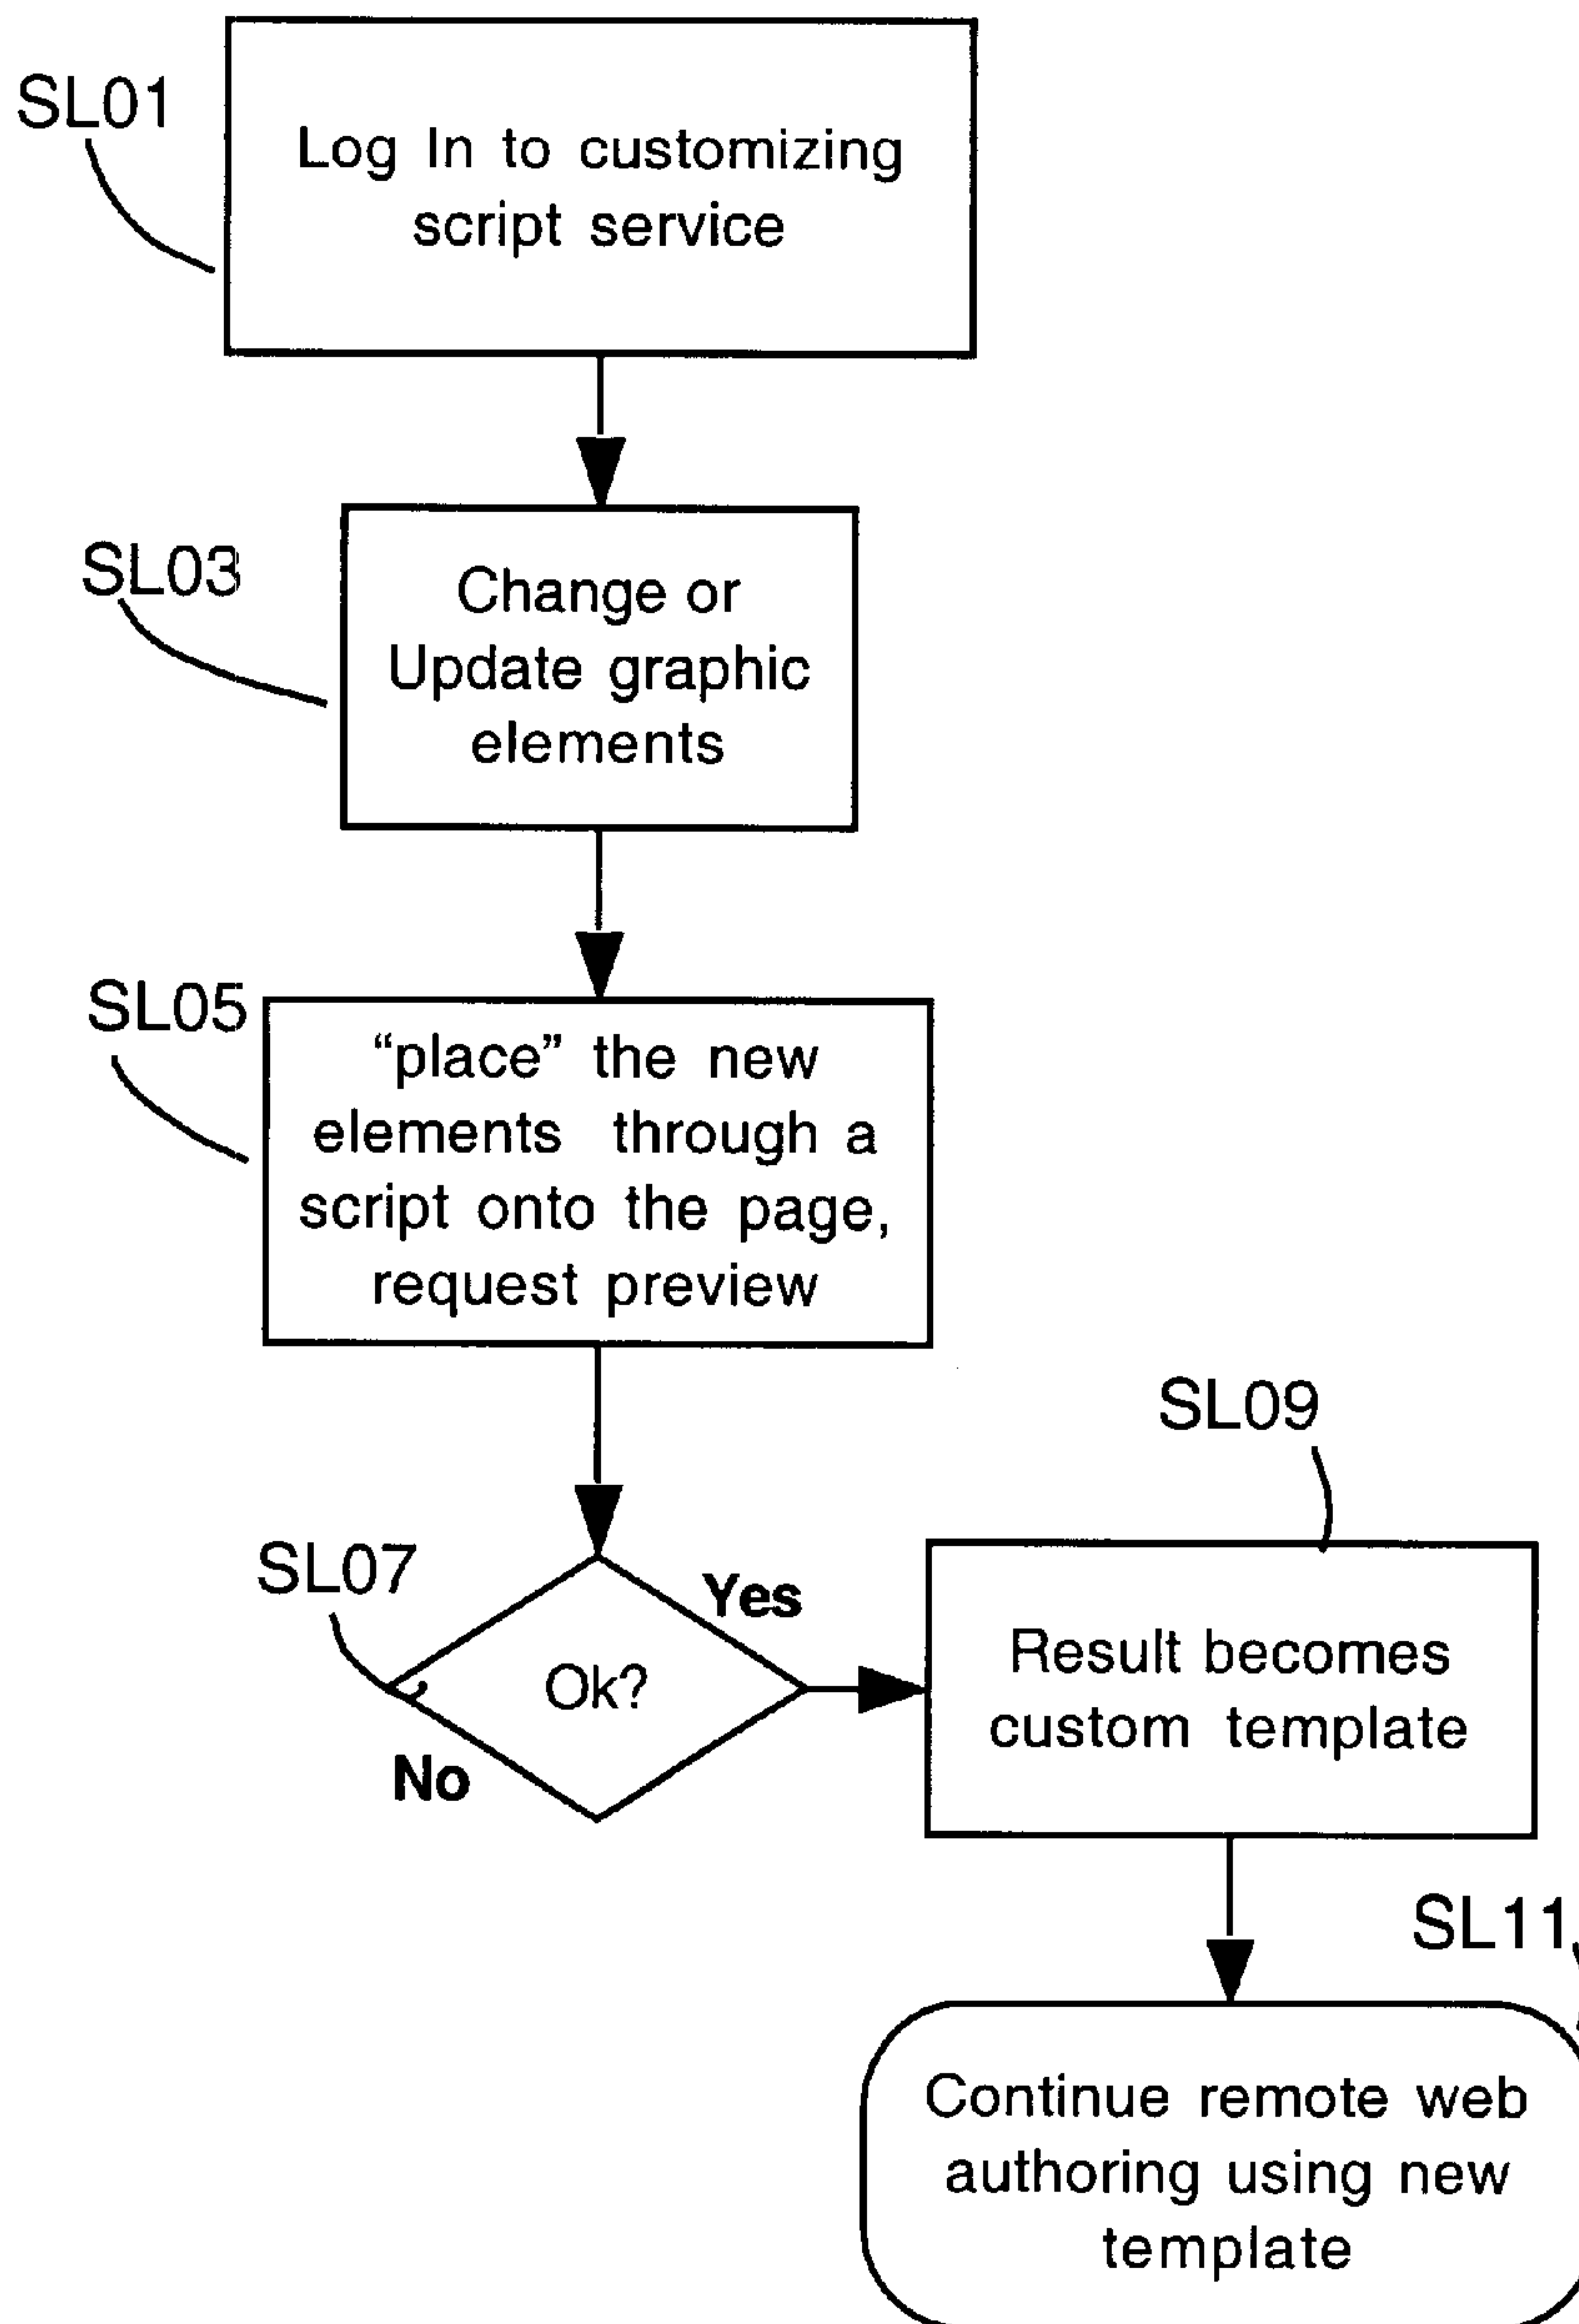 SL01
Log In to customizing
script service
SL03
Change or
Update graphic
elements
SL05
“place” the new
elements through a
script onto the page,
request preview
SL09
SL07
Yes
Ok?
No
Result becomes
custom template
SL11
Continue remote web
authoring using new
template